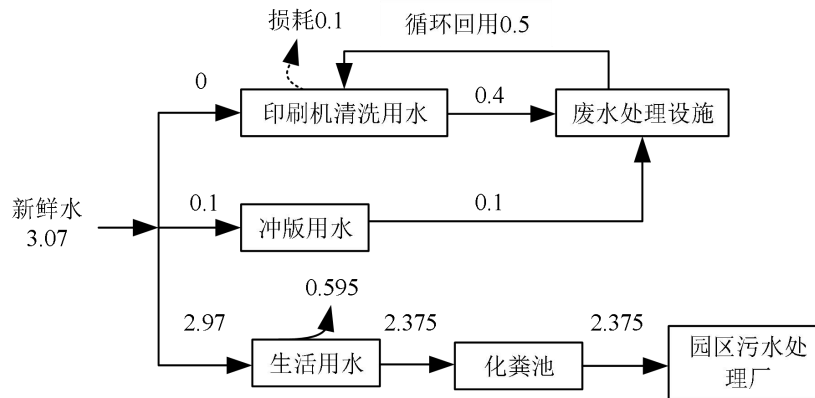 损耗0.1
循环回用0.5
0
印刷机清洗用水
0.4
废水处理设施
新鲜水
3.07
0.1
冲版用水
0.1
0.595
2.97
生活用水
2.375
化粪池
2.375
园区污水处
理厂